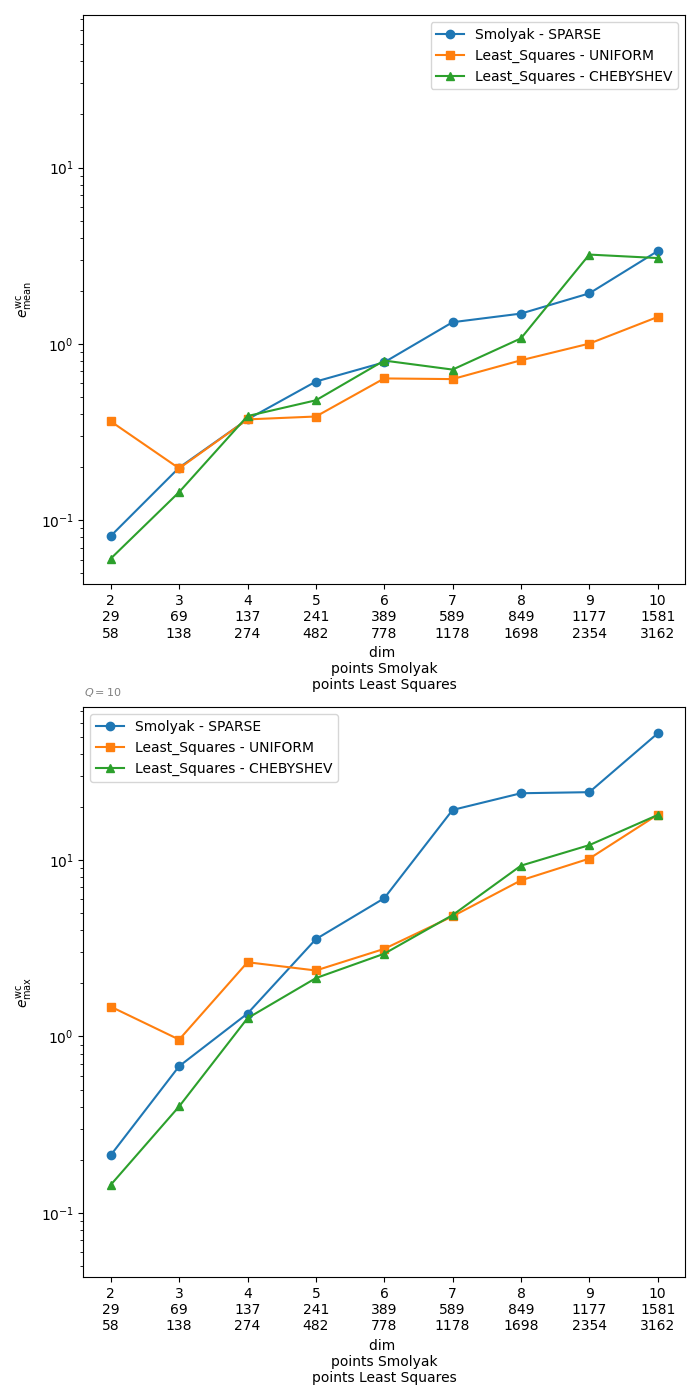 Smolyak - SPARSE
Least_Squares - UNIFORM
Least_Squares - CHEBYSHEV
10¹
10⁰
10⁻¹
e^wc_mean
2 3 4 5 6 7 8 9 10
29 69 137 241 389 589 849 1177 1581
58 138 274 482 778 1178 1698 2354 3162
dim
points Smolyak
points Least Squares
Q = 10
Smolyak - SPARSE
Least_Squares - UNIFORM
Least_Squares - CHEBYSHEV
10¹
10⁰
10⁻¹
e^wc_max
2 3 4 5 6 7 8 9 10
29 69 137 241 389 589 849 1177 1581
58 138 274 482 778 1178 1698 2354 3162
dim
points Smolyak
points Least Squares